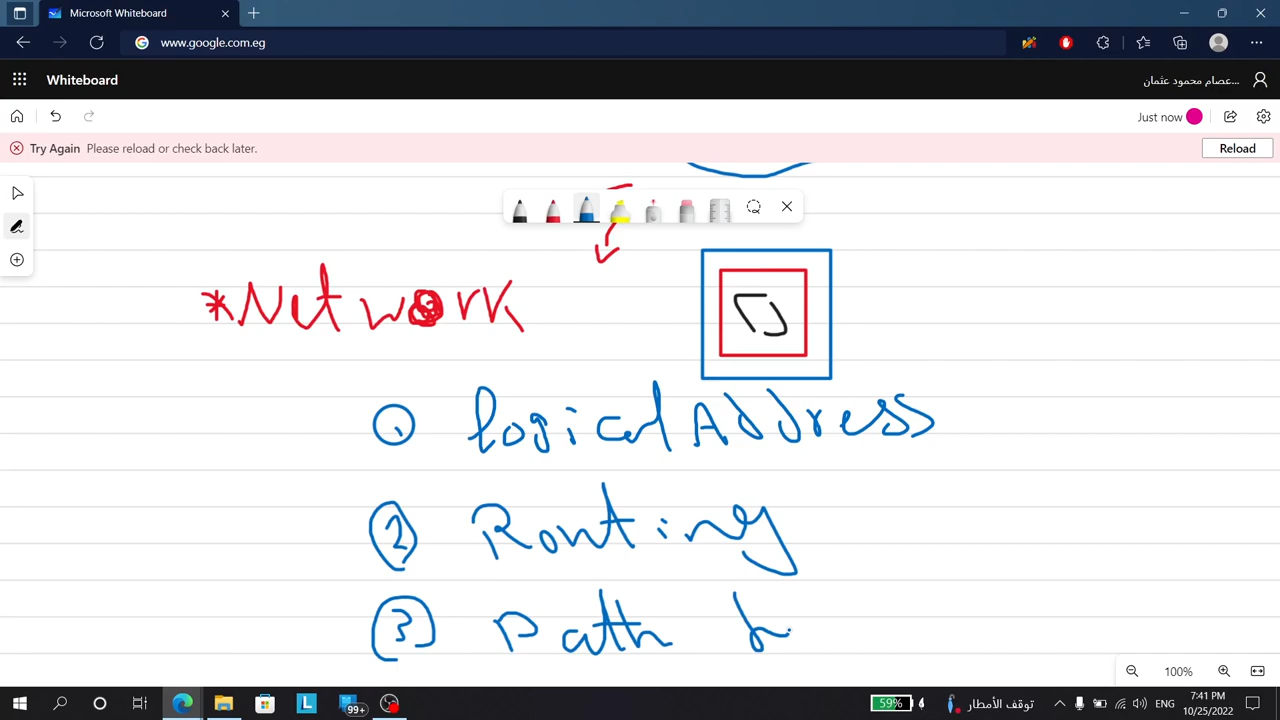 Microsoft Whiteboard
www.google.com.eg
Whiteboard
عصام محمود عثمان...
Just now
Try Again Please reload or check back later.
Reload
*Network
1 logical Address
2 Routing
3 Path
100%
L
99+
59%
توقف الأمطار
ENG
7:41 PM
10/25/2022